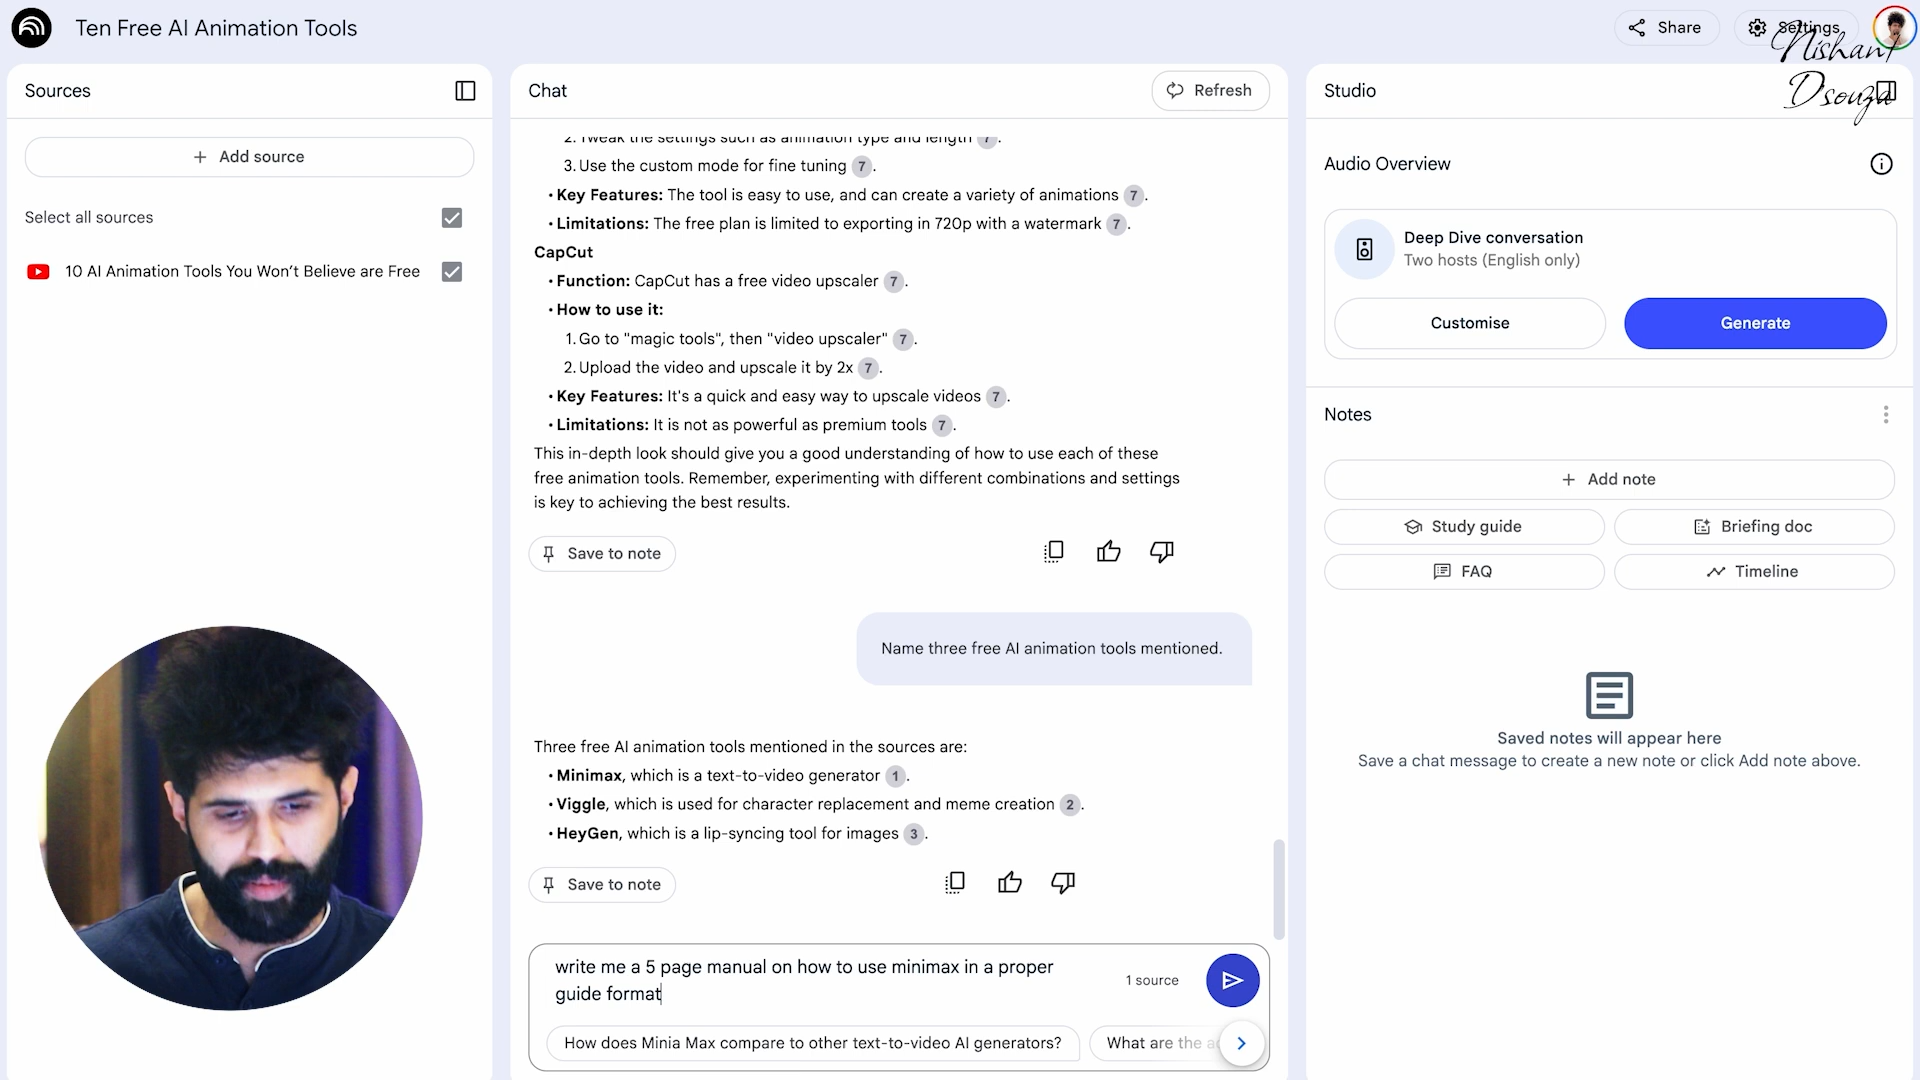 Ten Free AI Animation Tools
Share
Settings
Nishant
Dsouza
Sources
Add source
Select all sources
10 AI Animation Tools You Won’t Believe are Free
Chat
Refresh
2. Tweak the settings such as animation type and length 7.
3. Use the custom mode for fine tuning 7.
• Key Features: The tool is easy to use, and can create a variety of animations 7.
• Limitations: The free plan is limited to exporting in 720p with a watermark 7.
CapCut
• Function: CapCut has a free video upscaler 7.
• How to use it:
1. Go to "magic tools", then "video upscaler" 7.
2. Upload the video and upscale it by 2x 7.
• Key Features: It's a quick and easy way to upscale videos 7.
• Limitations: It is not as powerful as premium tools 7.
This in-depth look should give you a good understanding of how to use each of these
free animation tools. Remember, experimenting with different combinations and settings
is key to achieving the best results.
Save to note
Name three free AI animation tools mentioned.
Three free AI animation tools mentioned in the sources are:
• Minimax, which is a text-to-video generator 1.
• Viggle, which is used for character replacement and meme creation 2.
• HeyGen, which is a lip-syncing tool for images 3.
Save to note
write me a 5 page manual on how to use minimax in a proper
guide format
1 source
How does Minia Max compare to other text-to-video AI generators?
What are the
Studio
Audio Overview
Deep Dive conversation
Two hosts (English only)
Customise
Generate
Notes
Add note
Study guide
Briefing doc
FAQ
Timeline
Saved notes will appear here
Save a chat message to create a new note or click Add note above.